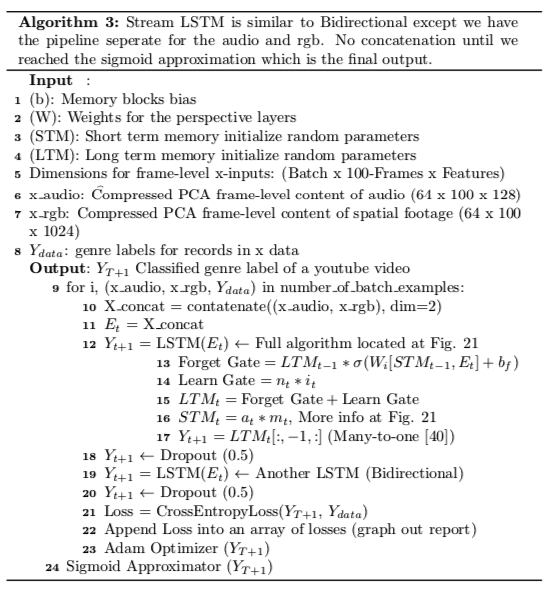 Algorithm 3: Stream LSTM is similar to Bidirectional except we have
the pipeline seperate for the audio and rgb. No concatenation until we
reached the sigmoid approximation which is the final output.
Input :
1 (b): Memory blocks bias
2 (W): Weights for the perspective layers
3 (STM): Short term memory initialize random parameters
4 (LTM): Long term memory initialize random parameters
5 Dimensions for frame-level x-inputs: (Batch x 100-Frames x Features)
6 x_audio: Ĉompressed PCA frame-level content of audio (64 x 100 x 128)
7 x_rgb: Compressed PCA frame-level content of spatial footage (64 x 100
x 1024)
8 Y_{data}: genre labels for records in x data
Output: Y_{T+1} Classified genre label of a youtube video
9 for i, (x_audio, x_rgb, Y_{data}) in number_of_batch_examples:
10 X_concat = contatenate((x_audio, x_rgb), dim=2)
11 E_t = X_concat
12 Y_{t+1} = LSTM(E_t) ← Full algorithm located at Fig. 21
13 Forget Gate = LTM_{t−1} * σ(W_i[STM_{t−1}, E_t] + b_f)
14 Learn Gate = n_t * i_t
15 LTM_t = Forget Gate + Learn Gate
16 STM_t = a_t * m_t, More info at Fig. 21
17 Y_{t+1} = LTM_t[:, −1, :] (Many-to-one [40])
18 Y_{t+1} ← Dropout (0.5)
19 Y_{t+1} = LSTM(E_t) ← Another LSTM (Bidirectional)
20 Y_{t+1} ← Dropout (0.5)
21 Loss = CrossEntropyLoss(Y_{T+1}, Y_{data})
22 Append Loss into an array of losses (graph out report)
23 Adam Optimizer (Y_{T+1})
24 Sigmoid Approximator (Y_{T+1})